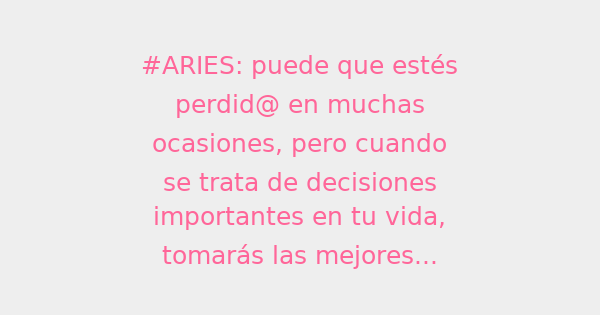 #ARIES: puede que estés
perdid@ en muchas
ocasiones, pero cuando
se trata de decisiones
importantes en tu vida,
tomarás las mejores...